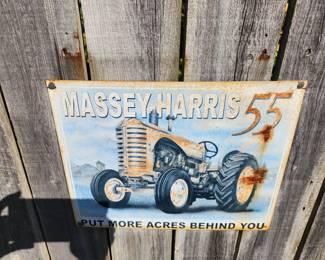 MASSEY-HARRIS 55
PUT MORE ACRES BEHIND YOU